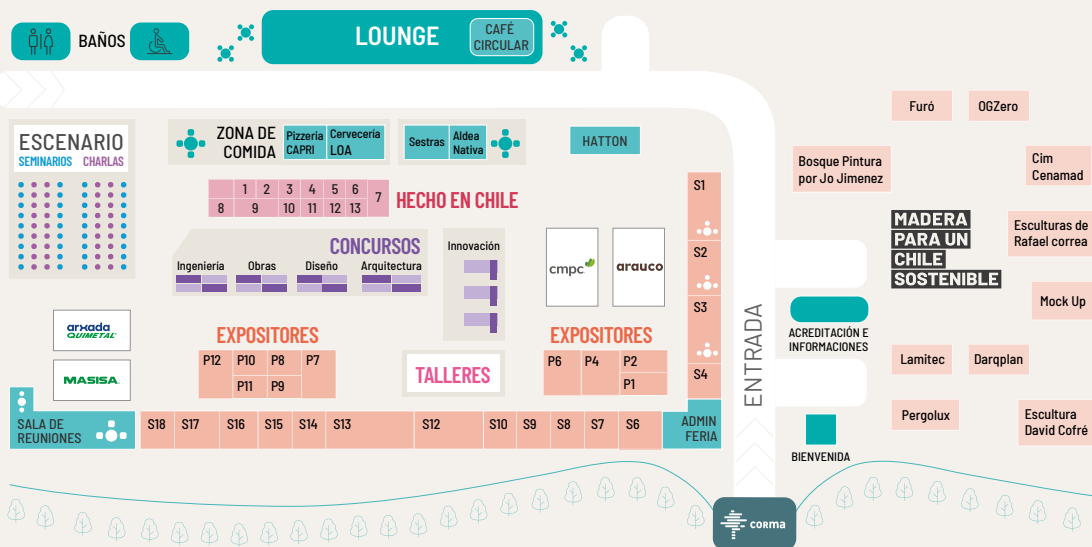 BAÑOS
LOUNGE
CAFÉ
CIRCULAR
ESCENARIO
SEMINARIOS CHARLAS
ZONA DE
COMIDA
Pizzería
CAPRI
Cervecería
LOA
Sestras
Aldea
Nativa
HATTON
1 2 3 4 5 6 7
8 9 10 11 12 13
HECHO EN CHILE
CONCURSOS
Ingeniería Obras Diseño Arquitectura
Innovación
cmpc
arauco
S1
S2
S3
S4
arxada
QUIMETAL
MASISA
EXPOSITORES
P12 P10 P8 P7
P11 P9
TALLERES
EXPOSITORES
P6 P4 P2
P1
SALA DE
REUNIONES
S18 S17 S16 S15 S14 S13 S12 S10 S9 S8 S7 S6
ADMIN
FERIA
ENTRADA
ACREDITACIÓN E
INFORMACIONES
BIENVENIDA
corma
Furó
OGZero
Bosque Pintura
por Jo Jimenez
Cim
Cenamad
MADERA
PARA UN
CHILE
SOSTENIBLE
Esculturas de
Rafael correa
Mock Up
Lamitec
Darqplan
Pergolux
Escultura
David Cofré